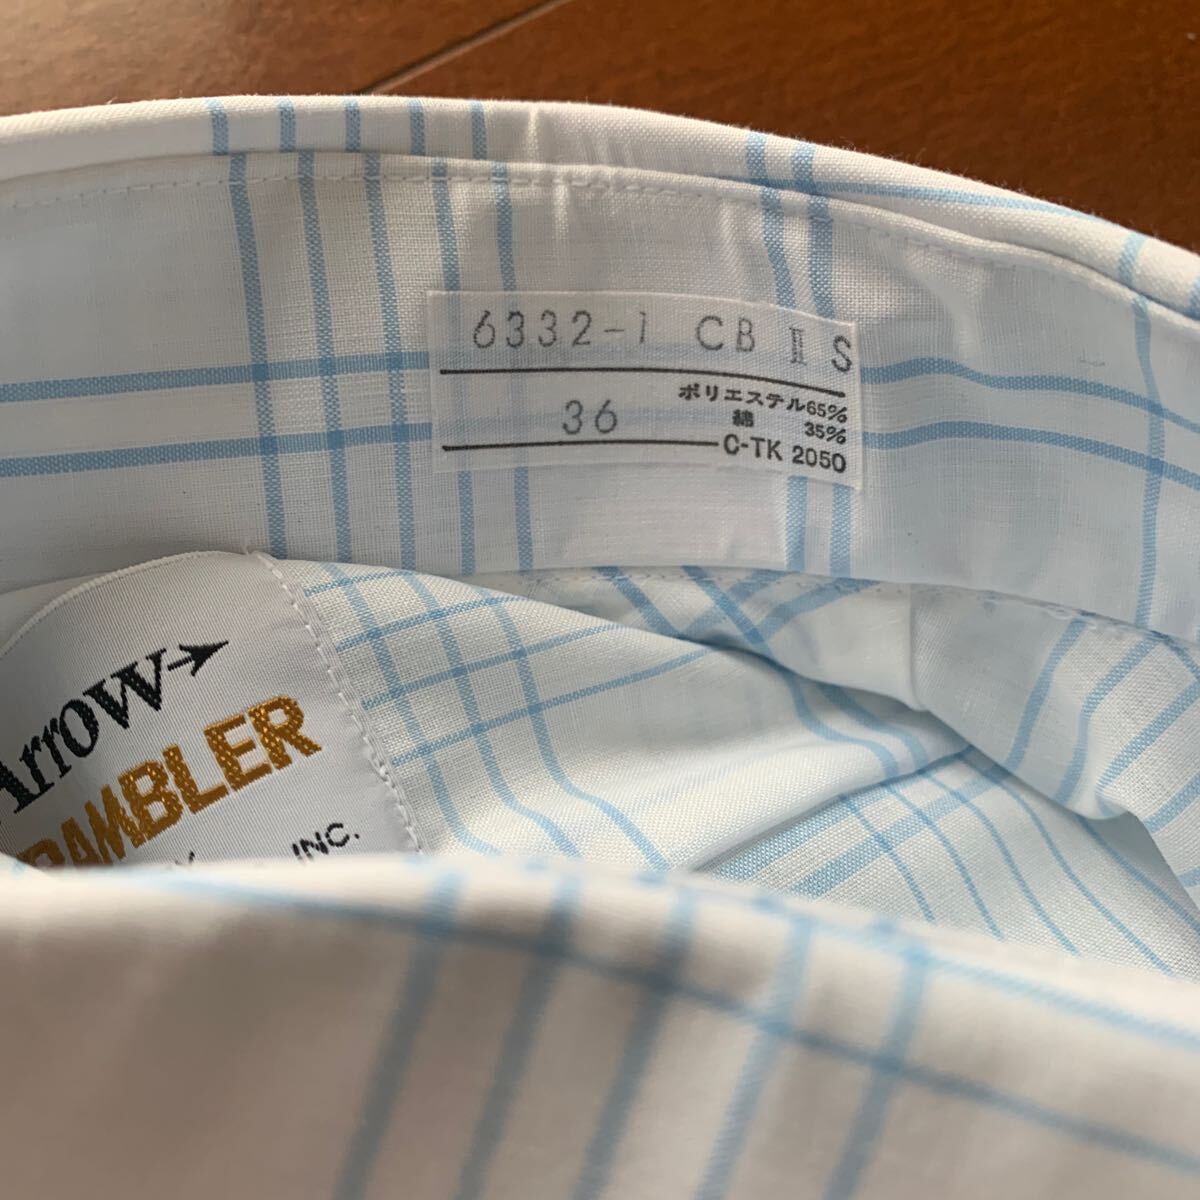 6332-1 CB II S
36
ポリエステル65%
綿 35%
C-TK 2050
Arrow
RAMBLER
INC.